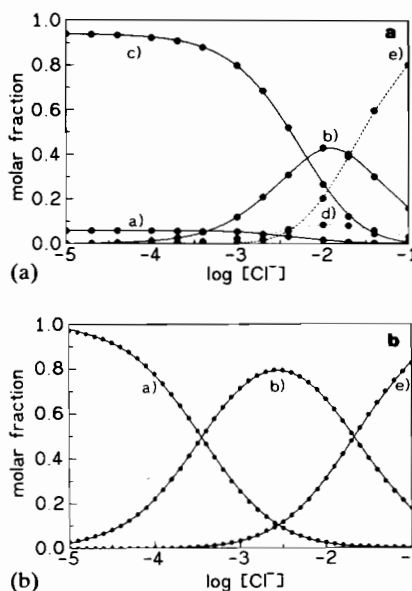 a
1.0
0.8
0.6
0.4
0.2
0.0
molar fraction
c)
e)
b)
a)
d)
-5 -4 -3 -2 -1
(a) log [Cl⁻]
b
1.0
0.8
0.6
0.4
0.2
0.0
molar fraction
a)
b)
e)
-5 -4 -3 -2 -1
(b) log [Cl⁻]